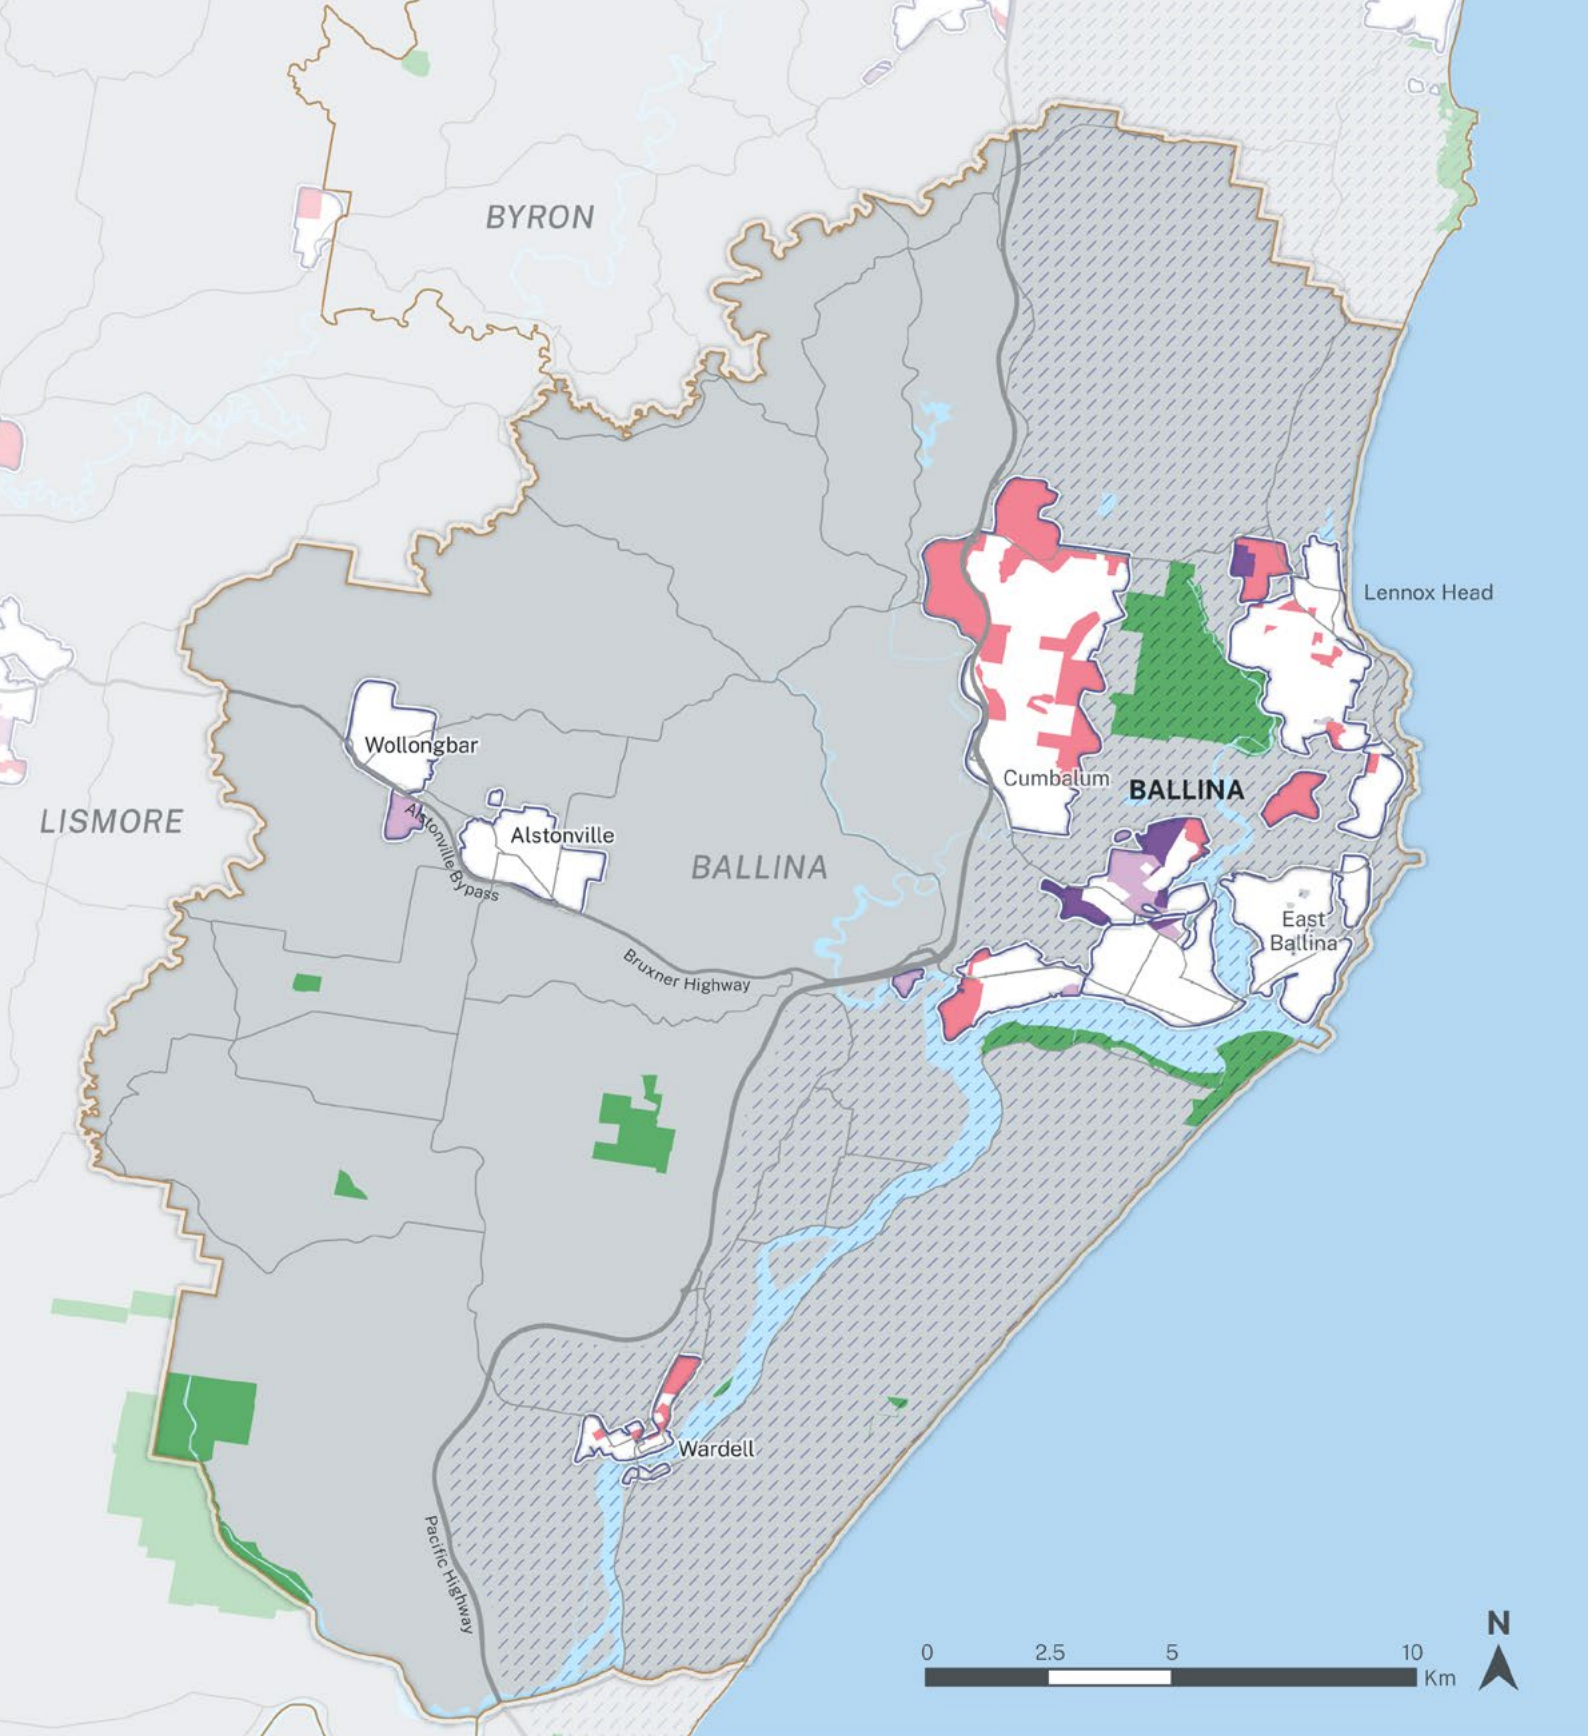 BYRON
Lennox Head
Wollongbar
Cumbalum
BALLINA
LISMORE
Alstonville
Alstonville Bypass
BALLINA
East
Ballina
Bruxner Highway
Wardell
Pacific Highway
N
0 2.5 5 10
Km